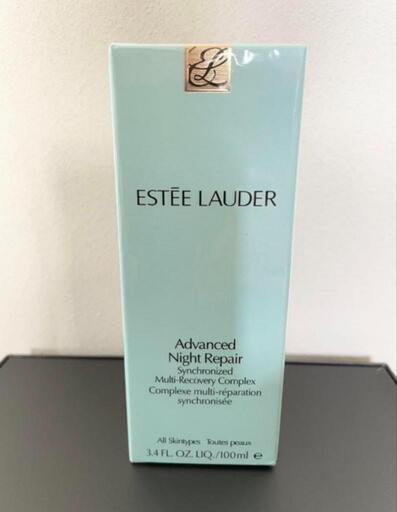 EL
ESTĒE LAUDER
Advanced
Night Repair
Synchronized
Multi-Recovery Complex
Complexe multi-réparation
synchronisée
All Skintypes Toutes peaux
3.4 FL. OZ. LIQ./100ml ℮